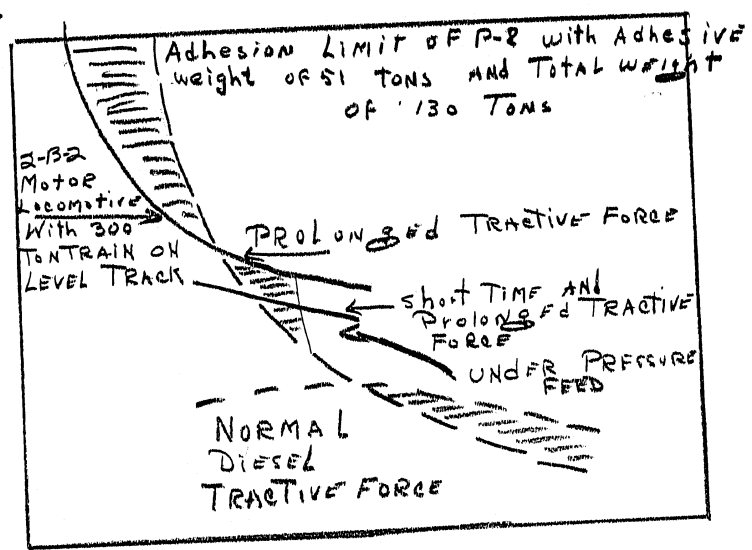 Adhesion Limit of P-8 with Adhesive
weight of 51 Tons and Total Weight
of 130 Tons
2-B-2
Motor
Locomotive
With 300
Ton Train on
Level Track
Prolonged Tractive Force
Short Time and
Prolonged Tractive
Force
Under Pressure
Feed
Normal
Diesel
Tractive Force